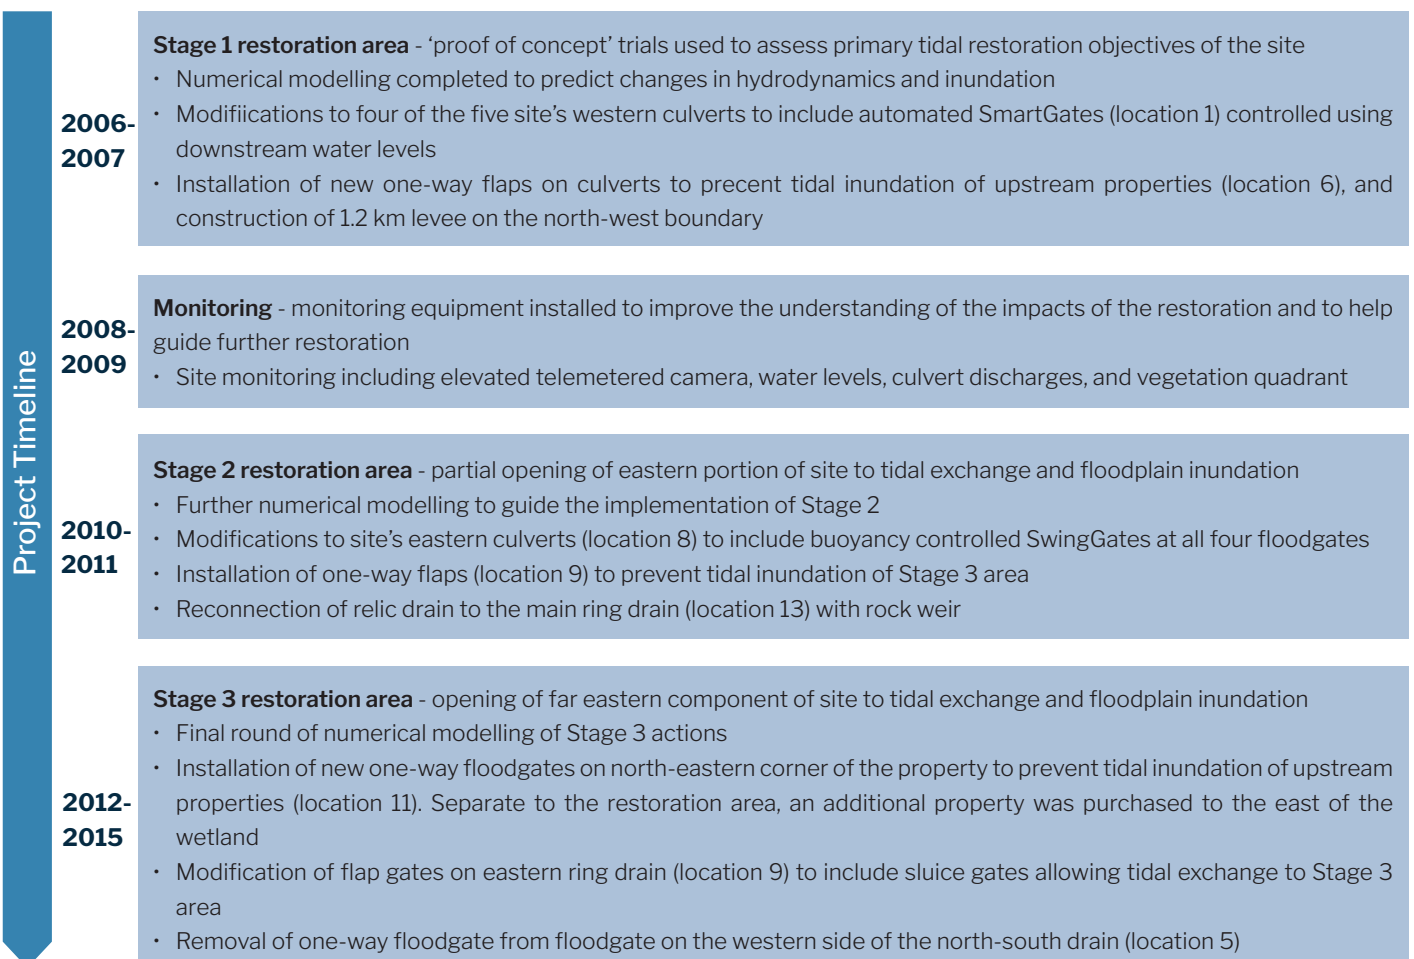 Project Timeline
2006-
2007
Stage 1 restoration area - ‘proof of concept’ trials used to assess primary tidal restoration objectives of the site
• Numerical modelling completed to predict changes in hydrodynamics and inundation
• Modifiications to four of the five site’s western culverts to include automated SmartGates (location 1) controlled using
downstream water levels
• Installation of new one-way flaps on culverts to precent tidal inundation of upstream properties (location 6), and
construction of 1.2 km levee on the north-west boundary
2008-
2009
Monitoring - monitoring equipment installed to improve the understanding of the impacts of the restoration and to help
guide further restoration
• Site monitoring including elevated telemetered camera, water levels, culvert discharges, and vegetation quadrant
2010-
2011
Stage 2 restoration area - partial opening of eastern portion of site to tidal exchange and floodplain inundation
• Further numerical modelling to guide the implementation of Stage 2
• Modifications to site’s eastern culverts (location 8) to include buoyancy controlled SwingGates at all four floodgates
• Installation of one-way flaps (location 9) to prevent tidal inundation of Stage 3 area
• Reconnection of relic drain to the main ring drain (location 13) with rock weir
2012-
2015
Stage 3 restoration area - opening of far eastern component of site to tidal exchange and floodplain inundation
• Final round of numerical modelling of Stage 3 actions
• Installation of new one-way floodgates on north-eastern corner of the property to prevent tidal inundation of upstream
properties (location 11). Separate to the restoration area, an additional property was purchased to the east of the
wetland
• Modification of flap gates on eastern ring drain (location 9) to include sluice gates allowing tidal exchange to Stage 3
area
• Removal of one-way floodgate from floodgate on the western side of the north-south drain (location 5)